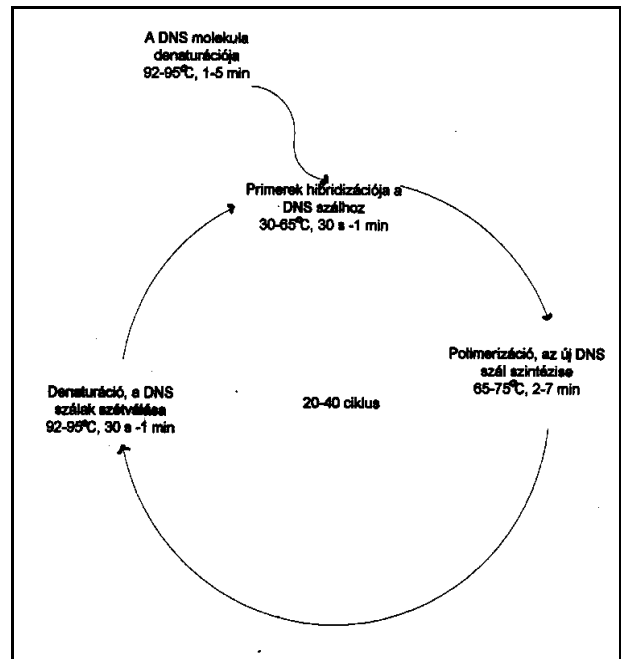 A DNS molekula
denaturációja
92-95°C, 1-5 min
Primerek hibridizációja a
DNS szálhoz
30-65°C, 30 s -1 min
Polimerizáció, az új DNS
szál szintézise
65-75°C, 2-7 min
Denaturáció, a DNS
szálak szétválása
92-95°C, 30 s -1 min
20-40 ciklus